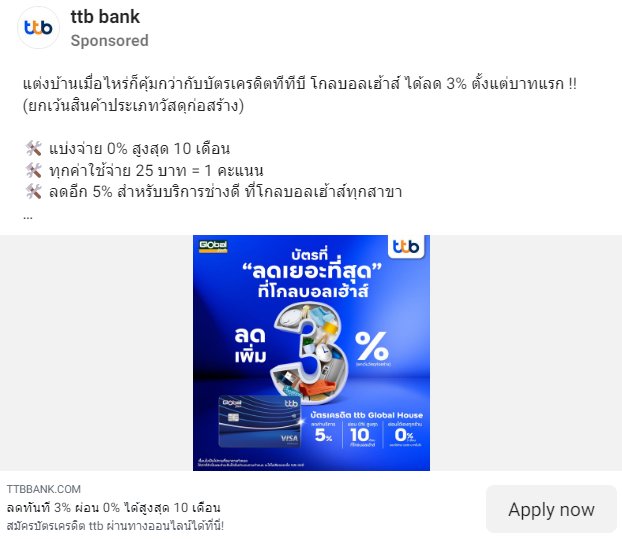 ttb bank
Sponsored
แต่งบ้านเมื่อไหร่ก็คุ้มกว่ากับบัตรเครดิตทีทีบี โกลบอลเฮ้าส์ ได้ลด 3% ตั้งแต่บาทแรก !!
(ยกเว้นสินค้าประเภทวัสดุก่อสร้าง)
แบ่งจ่าย 0% สูงสุด 10 เดือน
ทุกค่าใช้จ่าย 25 บาท = 1 คะแนน
ลดอีก 5% สำหรับบริการช่างดี ที่โกลบอลเฮ้าส์ทุกสาขา
...
Global
ttb
บัตรที่
“ลดเยอะที่สุด”
ที่โกลบอลเฮ้าส์
ลด
เพิ่ม
3%
Global
ttb
VISA
บัตรเครดิต ttb Global House
5%
10
0%
TTBBANK.COM
ลดทันที 3% ผ่อน 0% ได้สูงสุด 10 เดือน
สมัครบัตรเครดิต ttb ผ่านทางออนไลน์ได้ที่นี่!
Apply now